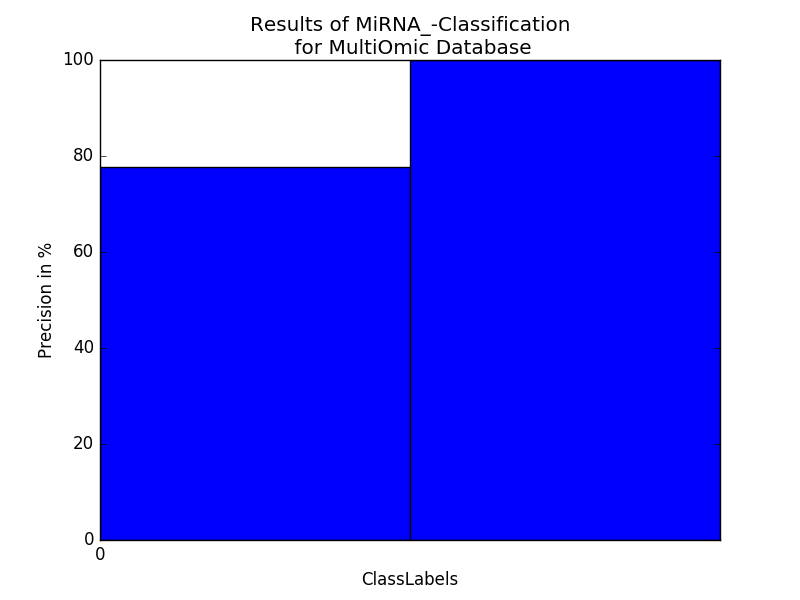 Results of MiRNA_-Classification
for MultiOmic Database
100
80
60
40
20
0
0
Precision in %
ClassLabels